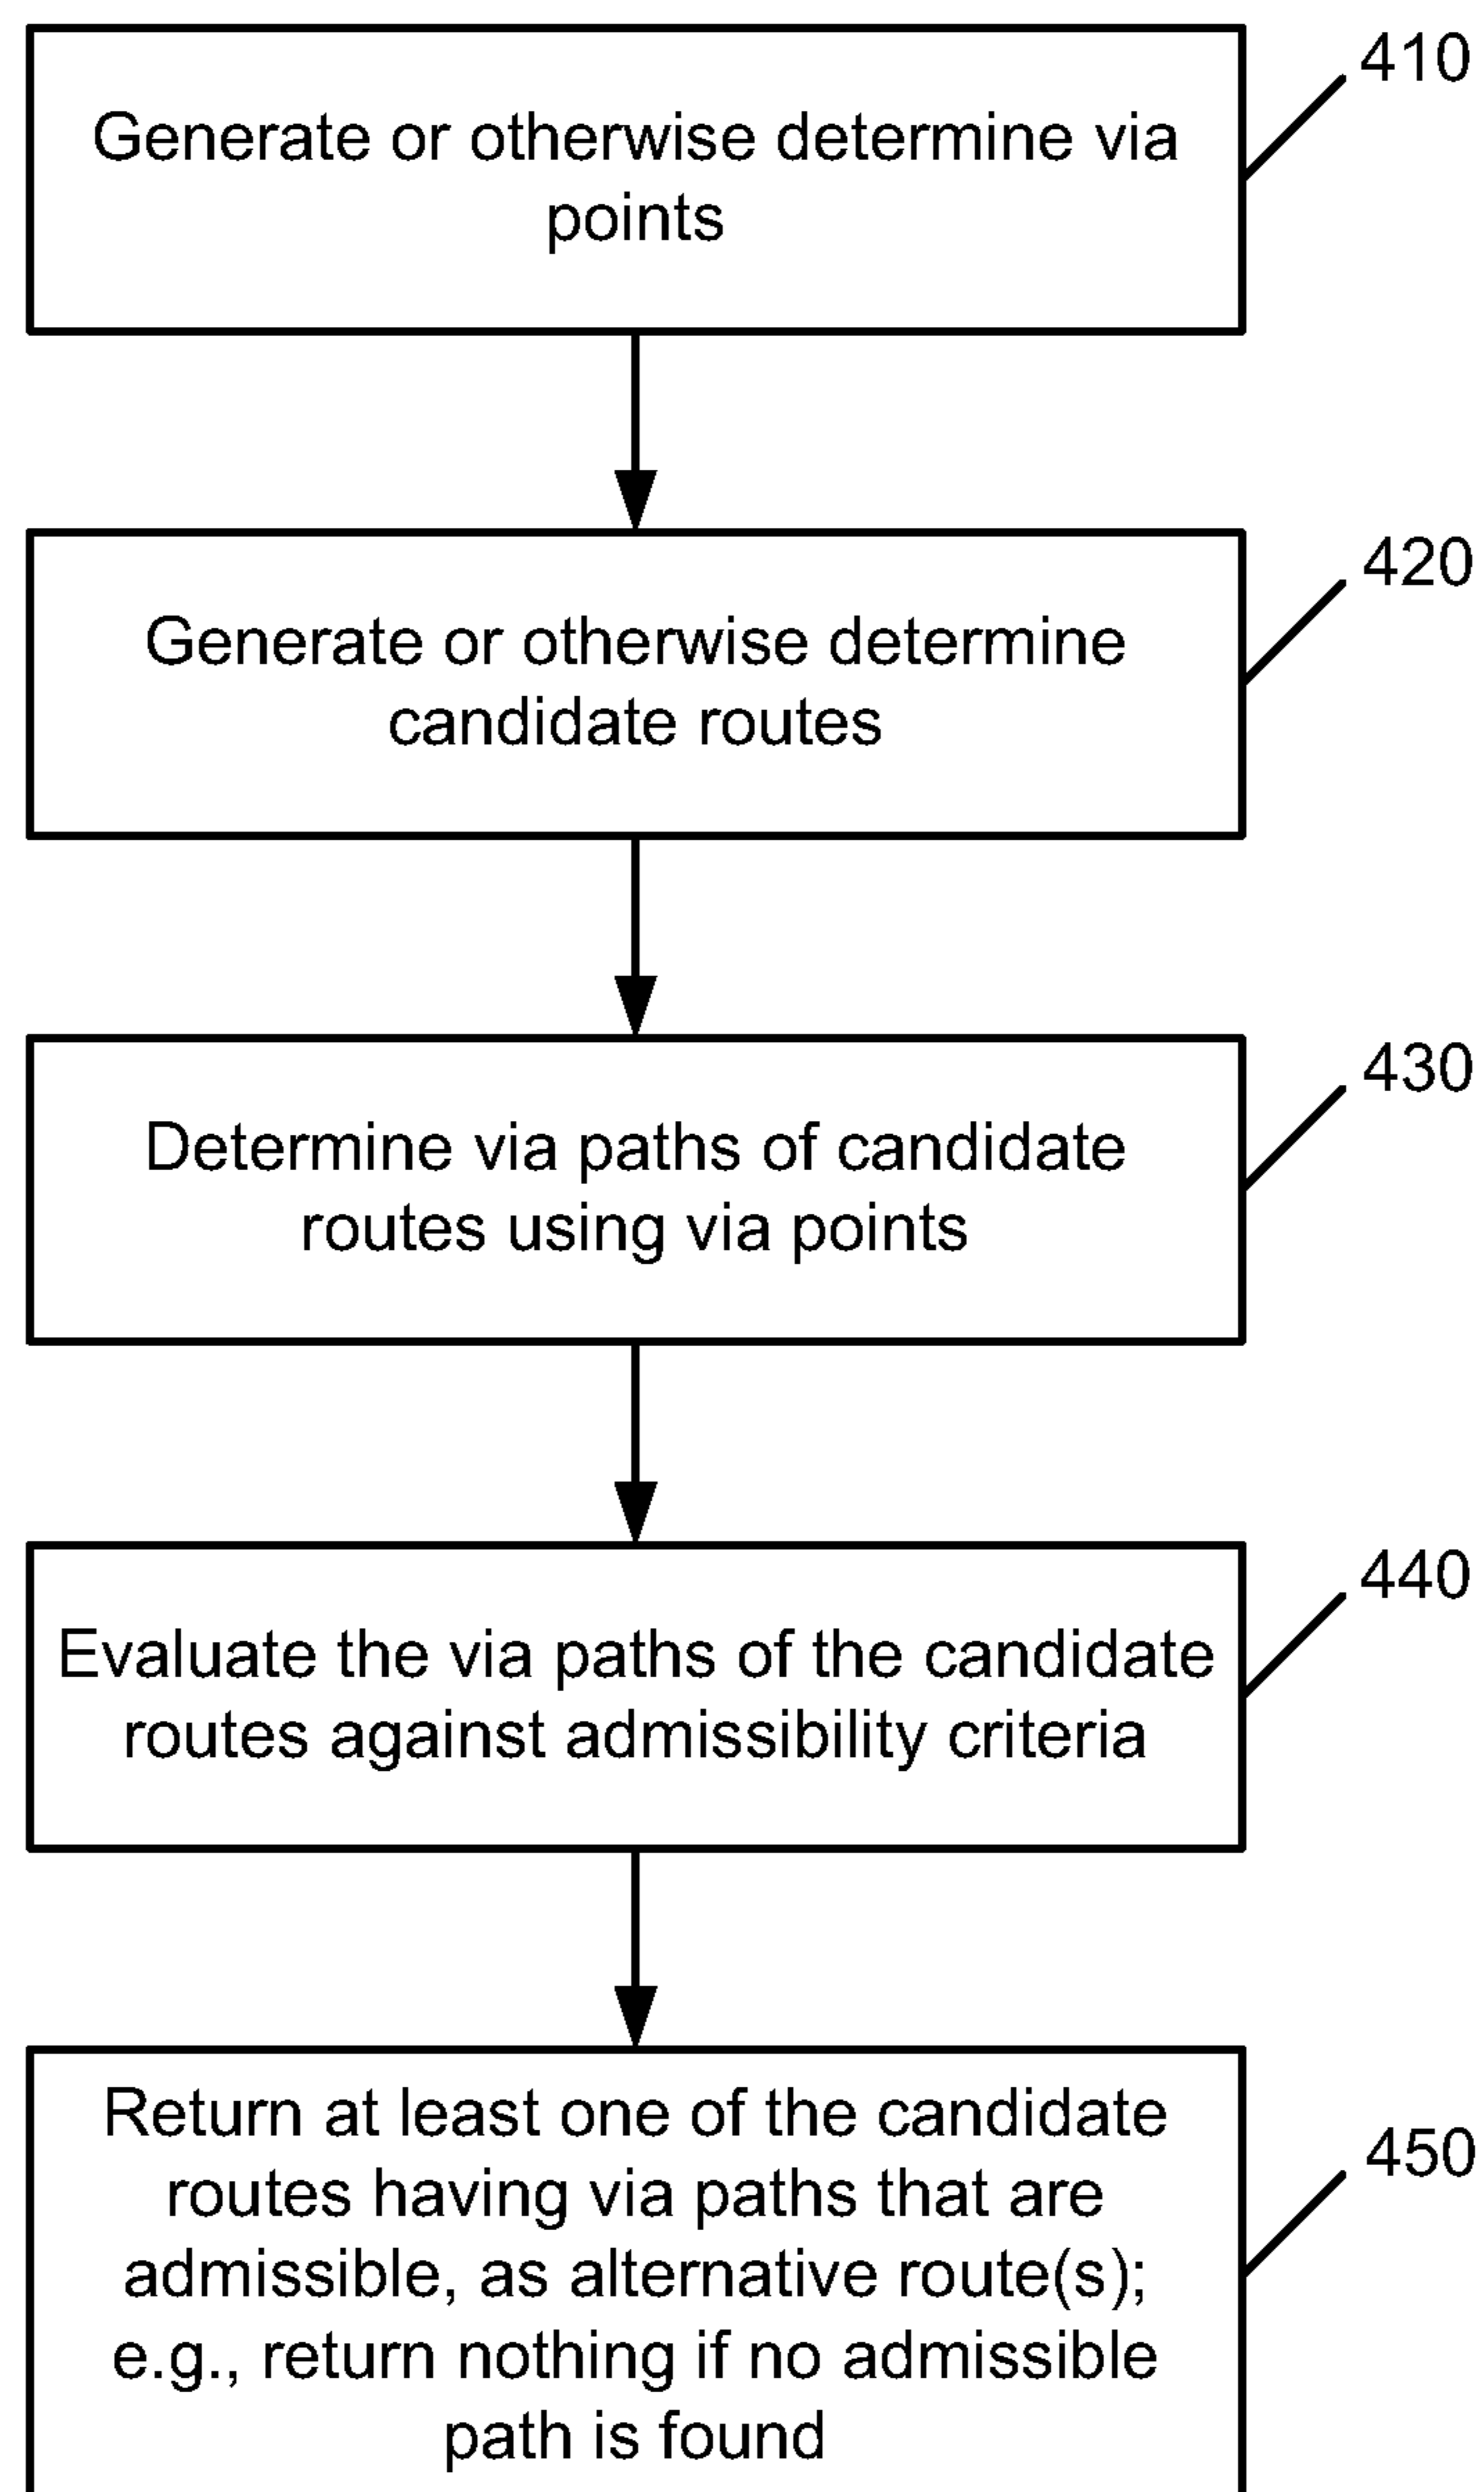 410
Generate or otherwise determine via
points
420
Generate or otherwise determine
candidate routes
430
Determine via paths of candidate
routes using via points
440
Evaluate the via paths of the candidate
routes against admissibility criteria
450
Return at least one of the candidate
routes having via paths that are
admissible, as alternative route(s);
e.g., return nothing if no admissible
path is found